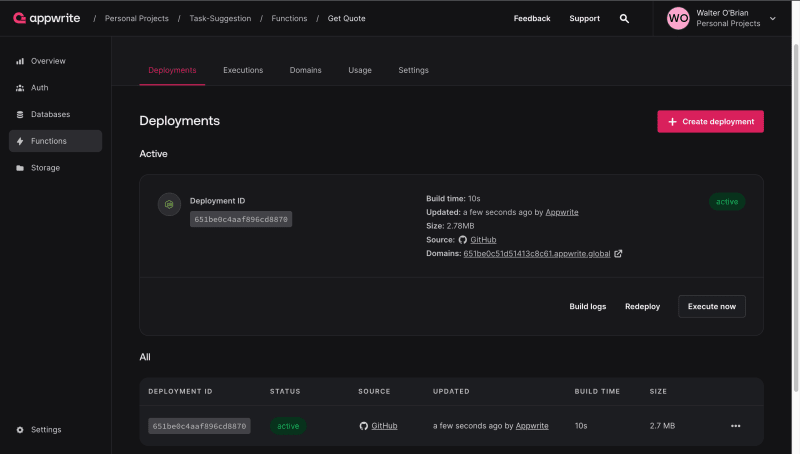 appwrite / Personal Projects / Task-Suggestion / Functions / Get Quote Feedback Support WO Walter O'Brian
Personal Projects
Overview
Auth
Databases
Functions
Storage
Settings
Deployments Executions Domains Usage Settings
Deployments
Create deployment
Active
Deployment ID
651be0c4aaf896cd8870
Build time: 10s
Updated: a few seconds ago by Appwrite
Size: 2.78MB
Source: GitHub
Domains: 651be0c51d51413c8c61.appwrite.global
active
Build logs Redeploy Execute now
All
DEPLOYMENT ID STATUS SOURCE UPDATED BUILD TIME SIZE
651be0c4aaf896cd8870 active GitHub a few seconds ago by Appwrite 10s 2.7 MB